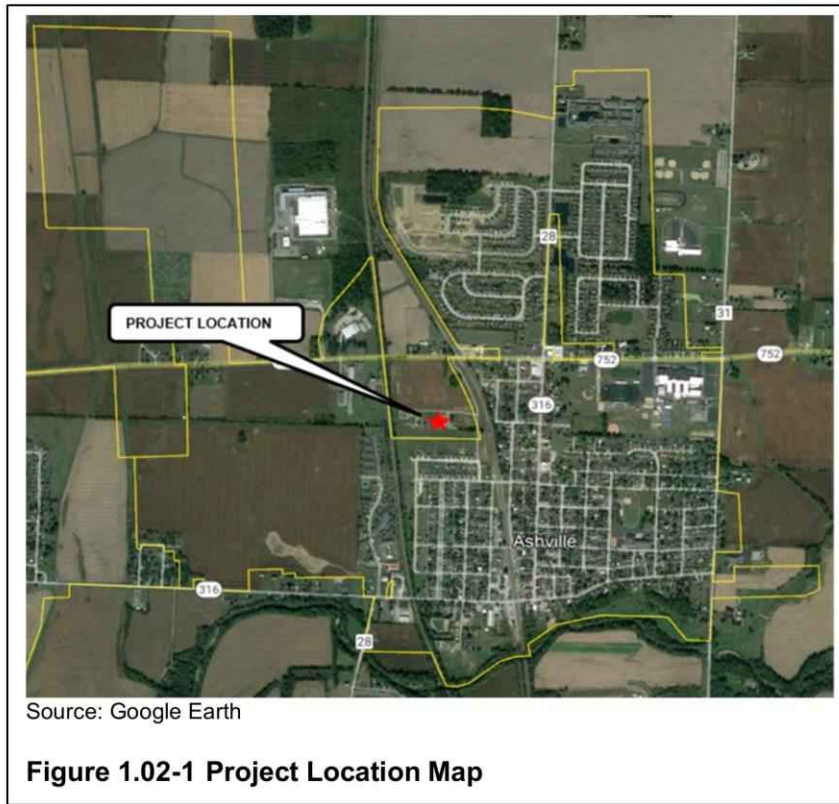 28
31
PROJECT LOCATION
752
752
316
Ashville
316
28
Source: Google Earth
Figure 1.02-1 Project Location Map